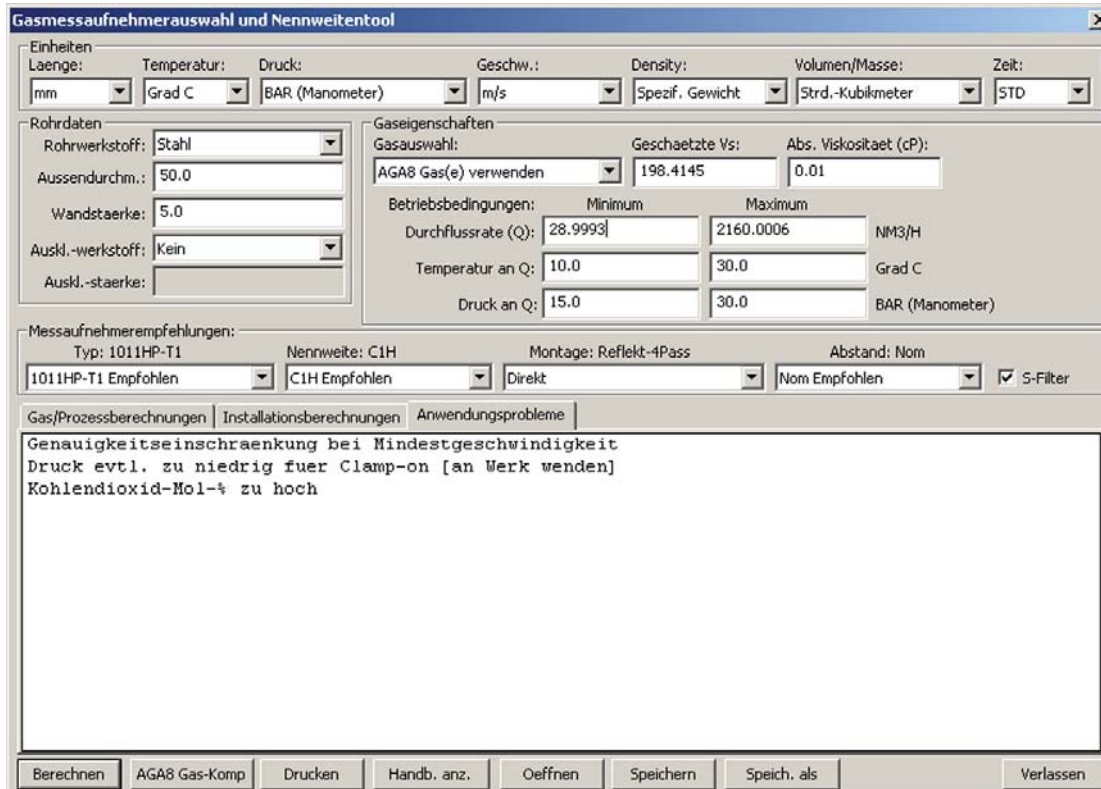 Gasmessaufnehmerauswahl und Nennweitentool
Einheiten
Laenge: Temperatur: Druck: Geschw.: Density: Volumen/Masse: Zeit:
mm Grad C BAR (Manometer) m/s Spezif. Gewicht Strd.-Kubikmeter STD
Rohrdaten
Rohrwerkstoff: Stahl
Aussendurchm.: 50.0
Wandstaerke: 5.0
Auskl.-werkstoff: Kein
Auskl.-staerke:
Gaseigenschaften
Gasauswahl: Geschaetzte Vs: Abs. Viskositaet (cP):
AGA8 Gas(e) verwenden 198.4145 0.01
Betriebsbedingungen: Minimum Maximum
Durchflussrate (Q): 28.9993 2160.0006 NM3/H
Temperatur an Q: 10.0 30.0 Grad C
Druck an Q: 15.0 30.0 BAR (Manometer)
Messaufnehmerempfehlungen:
Typ: 1011HP-T1 Nennweite: C1H Montage: Reflekt-4Pass Abstand: Nom
1011HP-T1 Empfohlen C1H Empfohlen Direkt Nom Empfohlen S-Filter
Gas/Prozessberechnungen Installationsberechnungen Anwendungsprobleme
Genauigkeitseinschraenkung bei Mindestgeschwindigkeit
Druck evtl. zu niedrig fuer Clamp-on [an Werk wenden]
Kohlendioxid-Mol-% zu hoch
Berechnen AGA8 Gas-Komp Drucken Handb. anz. Oeffnen Speichern Speich. als Verlassen